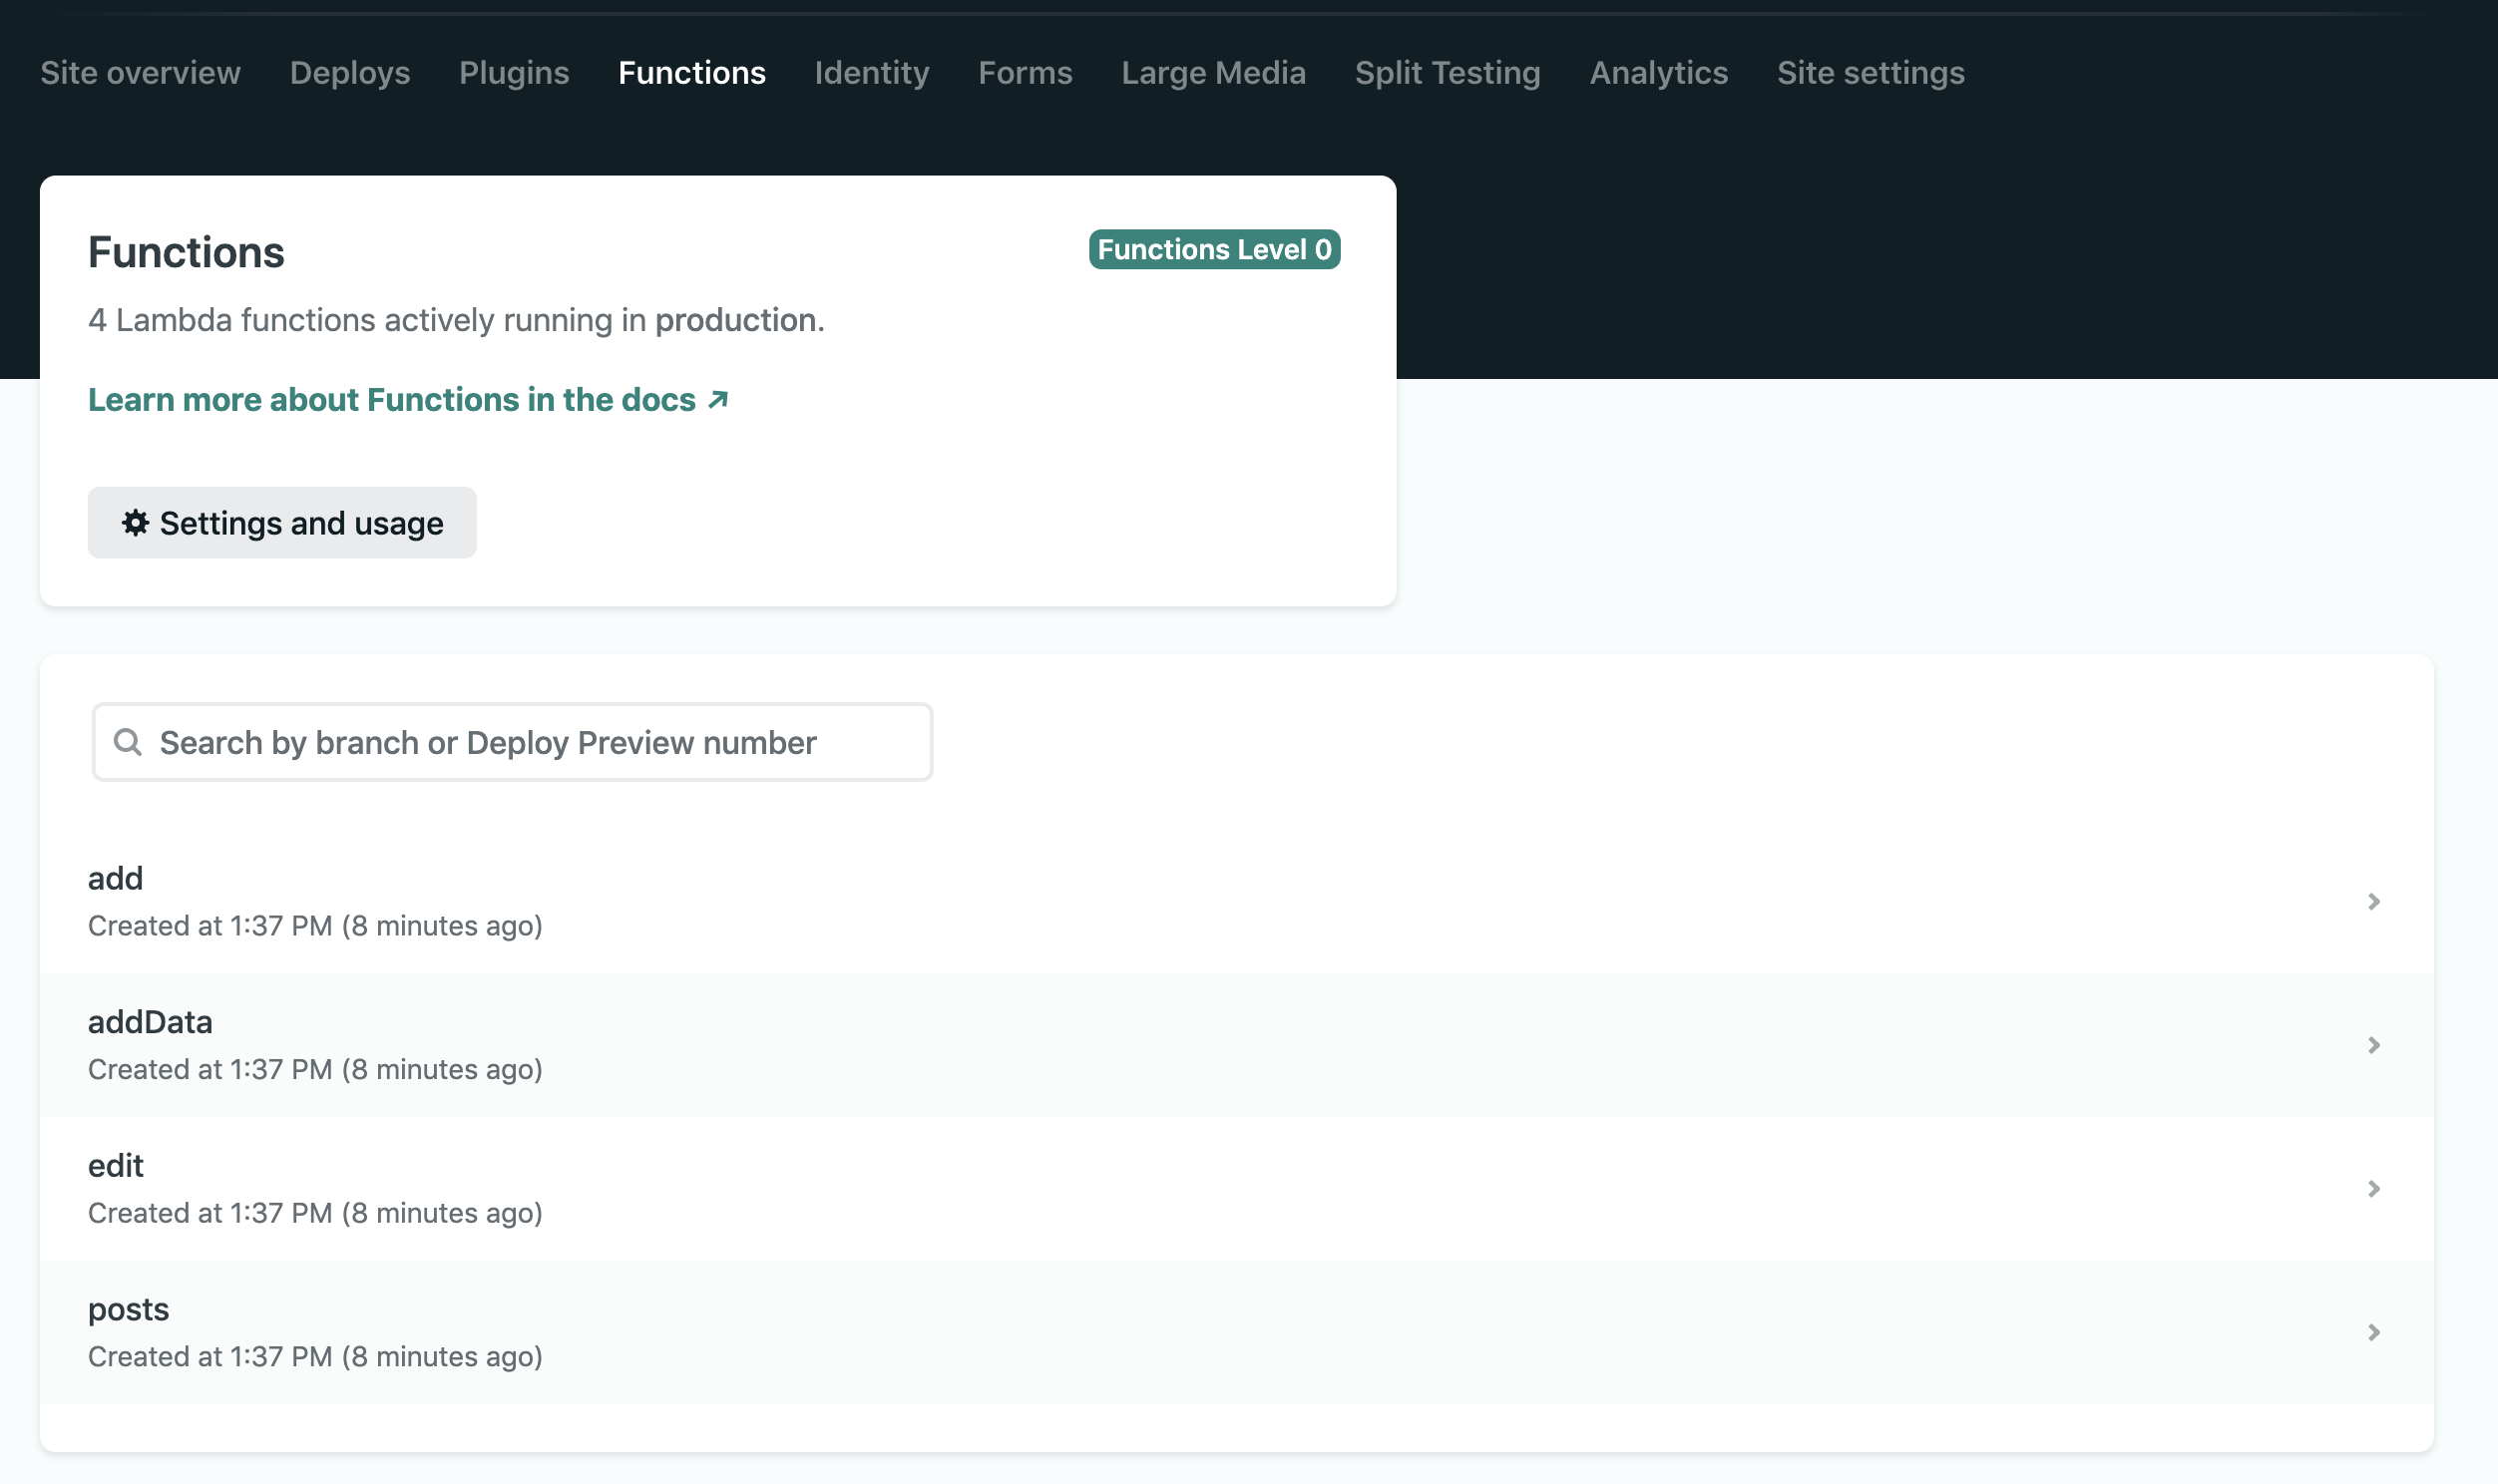 Site overview Deploys Plugins Functions Identity Forms Large Media Split Testing Analytics Site settings
Functions
Functions Level 0
4 Lambda functions actively running in production.
Learn more about Functions in the docs
Settings and usage
Search by branch or Deploy Preview number
add
Created at 1:37 PM (8 minutes ago)
addData
Created at 1:37 PM (8 minutes ago)
edit
Created at 1:37 PM (8 minutes ago)
posts
Created at 1:37 PM (8 minutes ago)